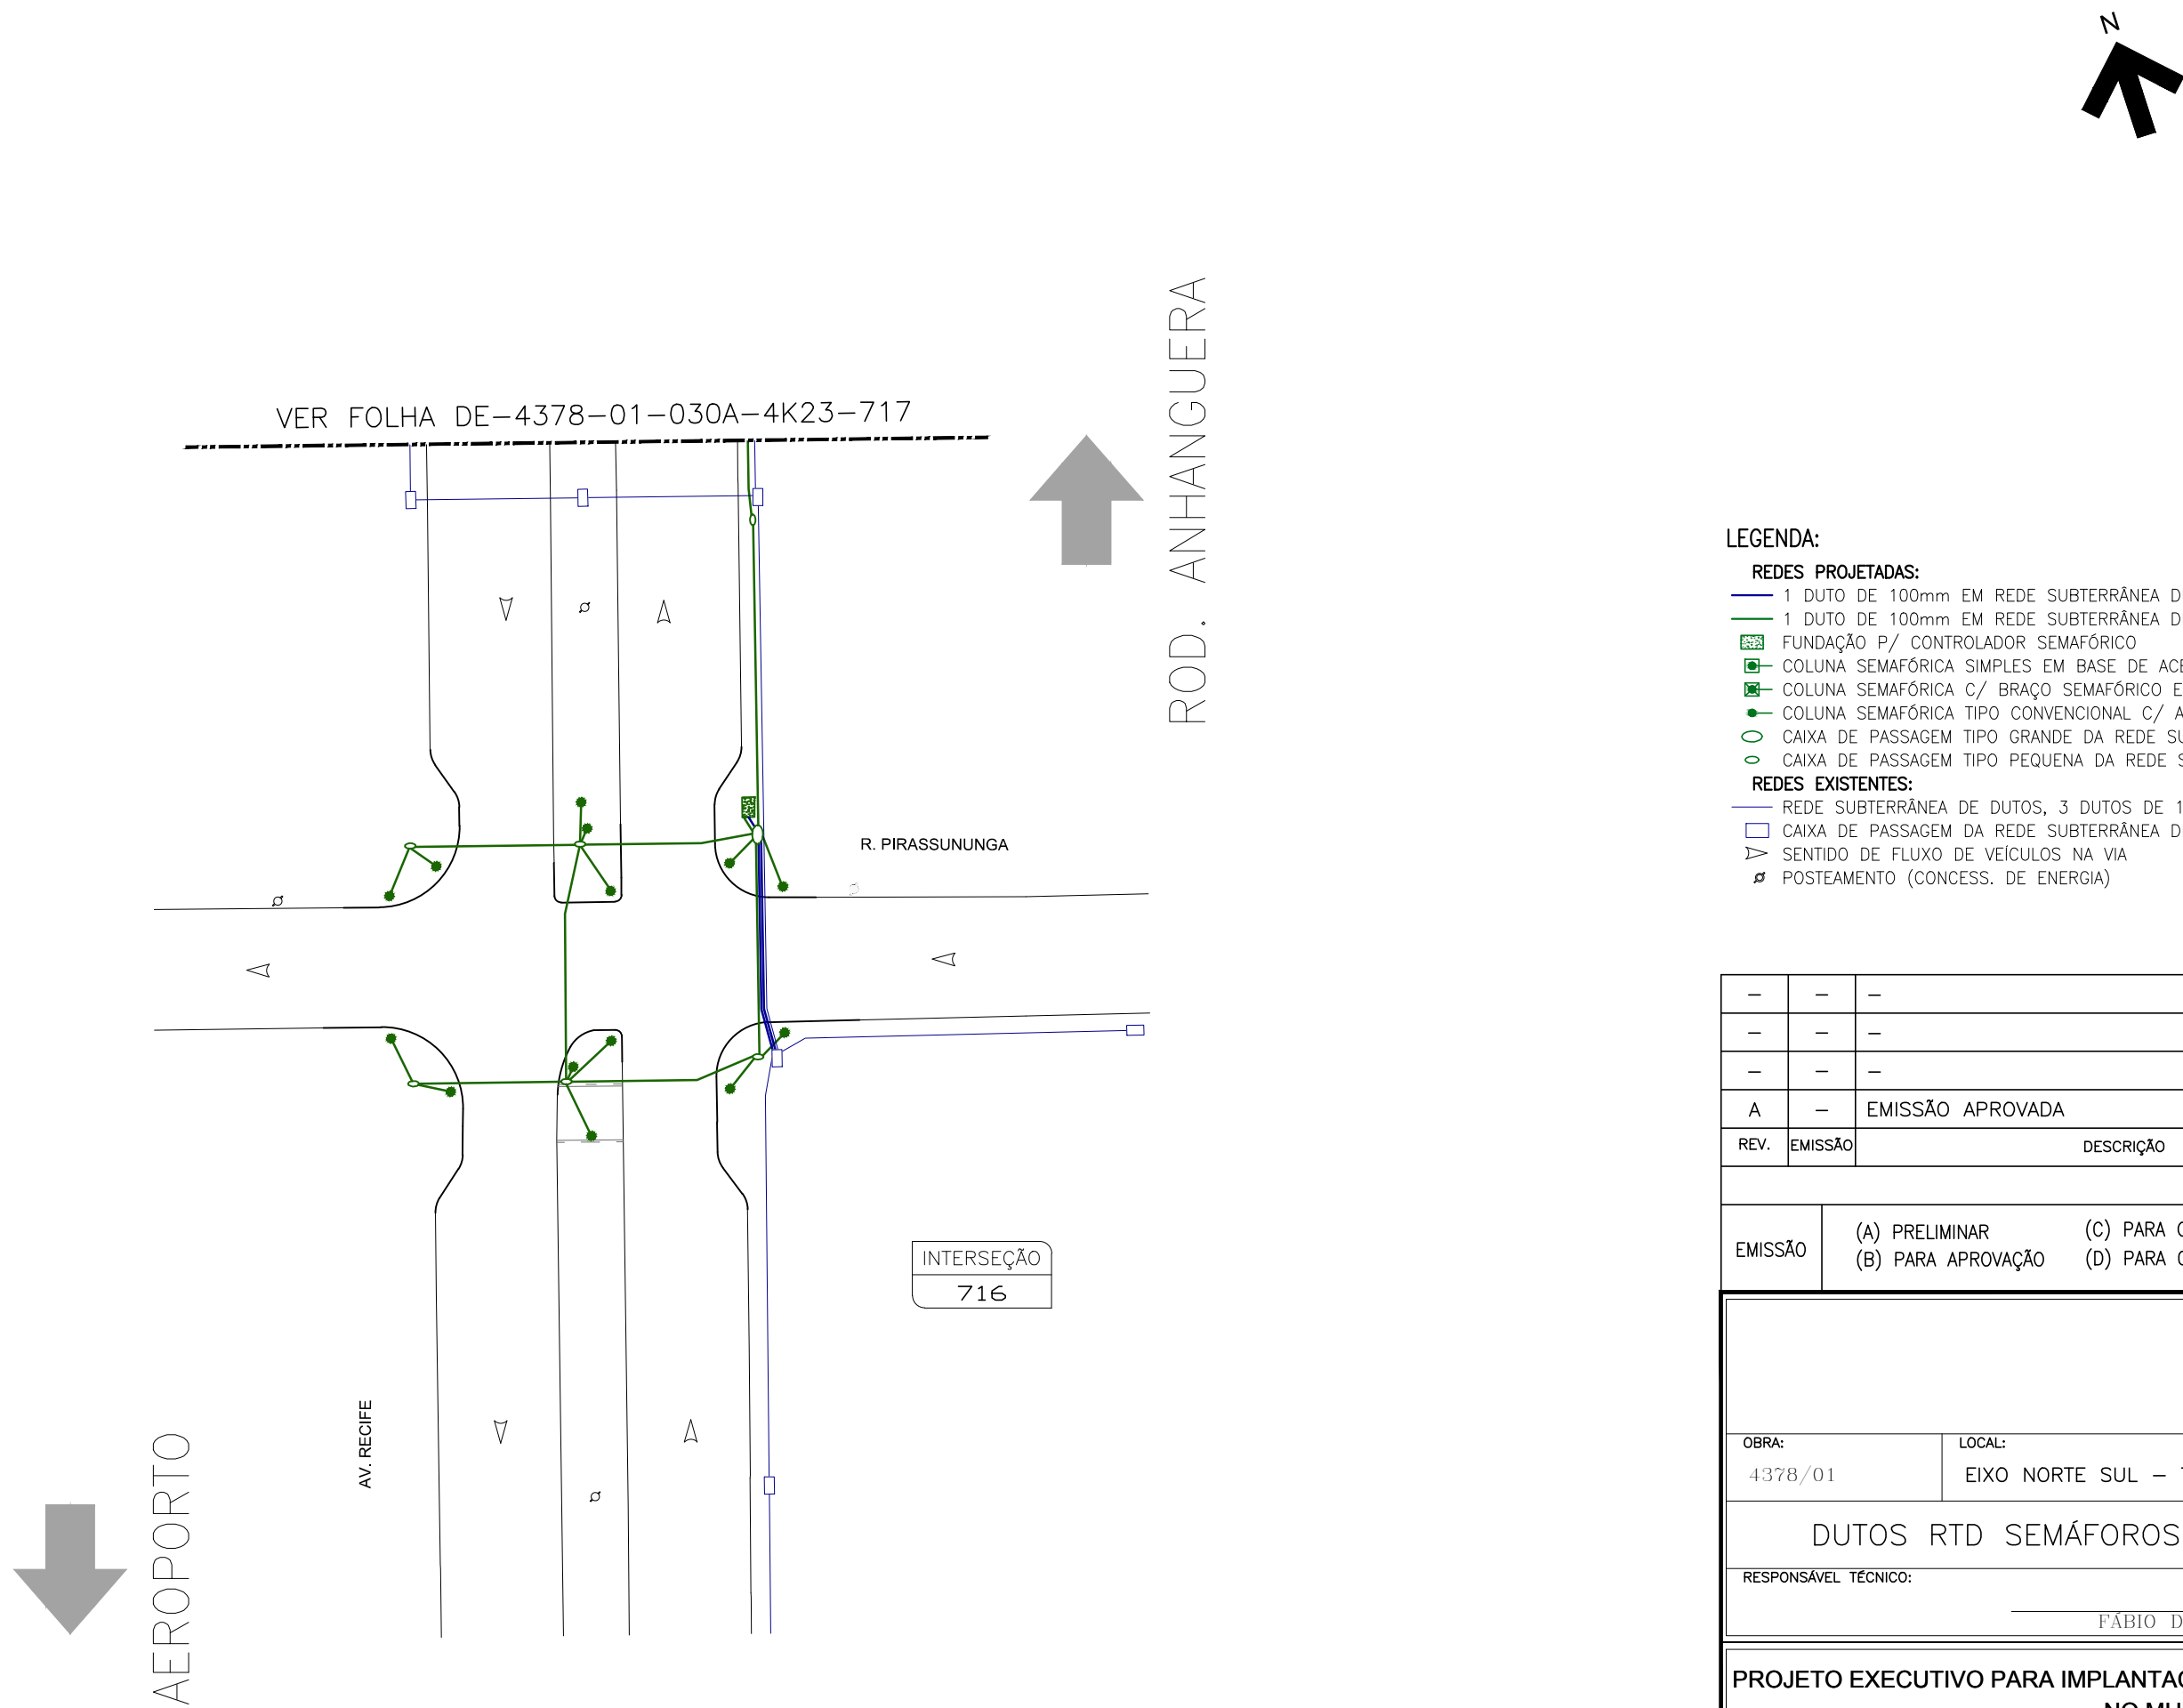 N
ROD. ANHANGUERA
VER FOLHA DE-4378-01-030A-4K23-717
R. PIRASSUNUNGA
INTERSEÇÃO
716
AV. RECIFE
AEROPORTO
LEGENDA:
REDES PROJETADAS:
1 DUTO DE 100mm EM REDE SUBTERRÂNEA D
1 DUTO DE 100mm EM REDE SUBTERRÂNEA D
FUNDAÇÃO P/ CONTROLADOR SEMAFÓRICO
COLUNA SEMAFÓRICA SIMPLES EM BASE DE
COLUNA SEMAFÓRICA C/ BRAÇO SEMAFÓRICO E
COLUNA SEMAFÓRICA TIPO CONVENCIONAL C/ A
CAIXA DE PASSAGEM TIPO GRANDE DA REDE
CAIXA DE PASSAGEM TIPO PEQUENA DA REDE
REDES EXISTENTES:
REDE SUBTERRÂNEA DE DUTOS, 3 DUTOS DE 1
CAIXA DE PASSAGEM DA REDE SUBTERRÂNEA D
SENTIDO DE FLUXO DE VEÍCULOS NA VIA
POSTEAMENTO (CONCESS. DE ENERGIA)
- - -
- - -
- - -
A - EMISSÃO APROVADA
REV. EMISSÃO DESCRIÇÃO
EMISSÃO
(A) PRELIMINAR (C) PARA
(B) PARA APROVAÇÃO (D) PARA
OBRA: LOCAL:
4378/01 EIXO NORTE SUL -
DUTOS RTD SEMÁFOROS
RESPONSÁVEL TÉCNICO:
FÁBIO D
PROJETO EXECUTIVO PARA